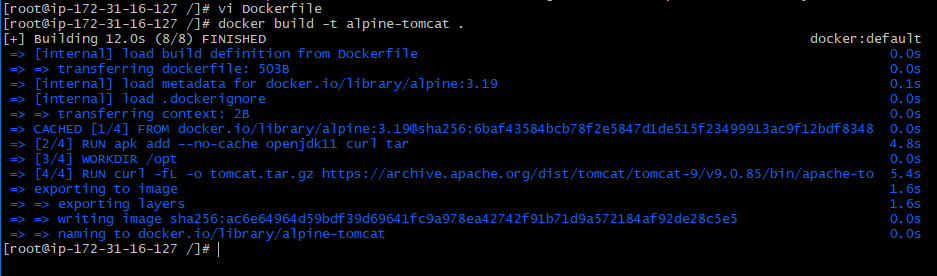 [root@ip-172-31-16-127 /]# vi Dockerfile
[root@ip-172-31-16-127 /]# docker build -t alpine-tomcat .
[+] Building 12.0s (8/8) FINISHED docker:default
=> [internal] load build definition from Dockerfile 0.0s
=> => transferring dockerfile: 503B 0.0s
=> [internal] load metadata for docker.io/library/alpine:3.19 0.1s
=> [internal] load .dockerignore 0.0s
=> => transferring context: 2B 0.0s
=> CACHED [1/4] FROM docker.io/library/alpine:3.19@sha256:6baf43584bcb78f2e5847d1de515f23499913ac9f12bdf8348 0.0s
=> [2/4] RUN apk add --no-cache openjdk11 curl tar 4.8s
=> [3/4] WORKDIR /opt 0.0s
=> [4/4] RUN curl -fL -o tomcat.tar.gz https://archive.apache.org/dist/tomcat/tomcat-9/v9.0.85/bin/apache-to 5.4s
=> exporting to image 1.6s
=> => exporting layers 1.6s
=> => writing image sha256:ac6e64964d59bdf39d69641fc9a978ea42742f91b71d9a572184af92de28c5e5 0.0s
=> => naming to docker.io/library/alpine-tomcat 0.0s
[root@ip-172-31-16-127 /]#